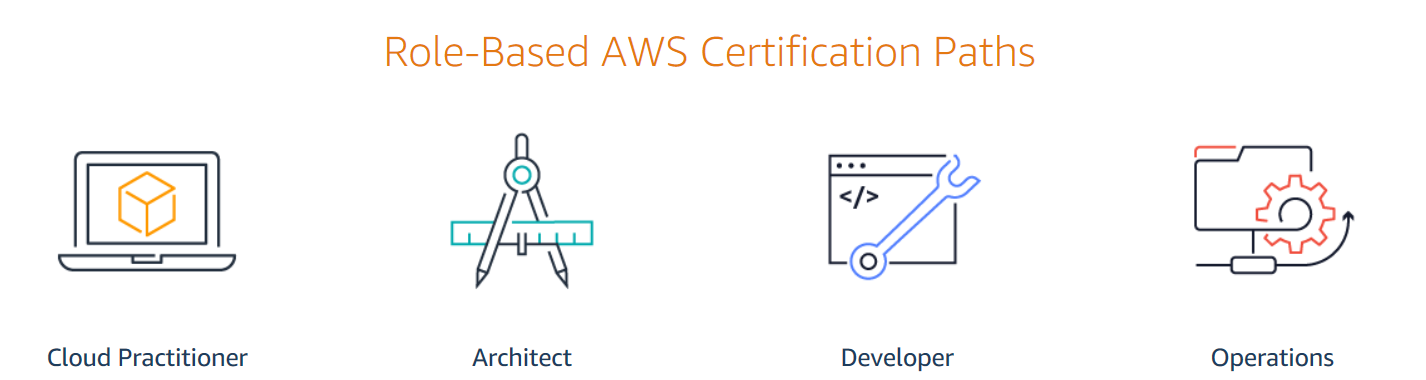 Role-Based AWS Certification Paths
</>
Cloud Practitioner
Architect
Developer
Operations